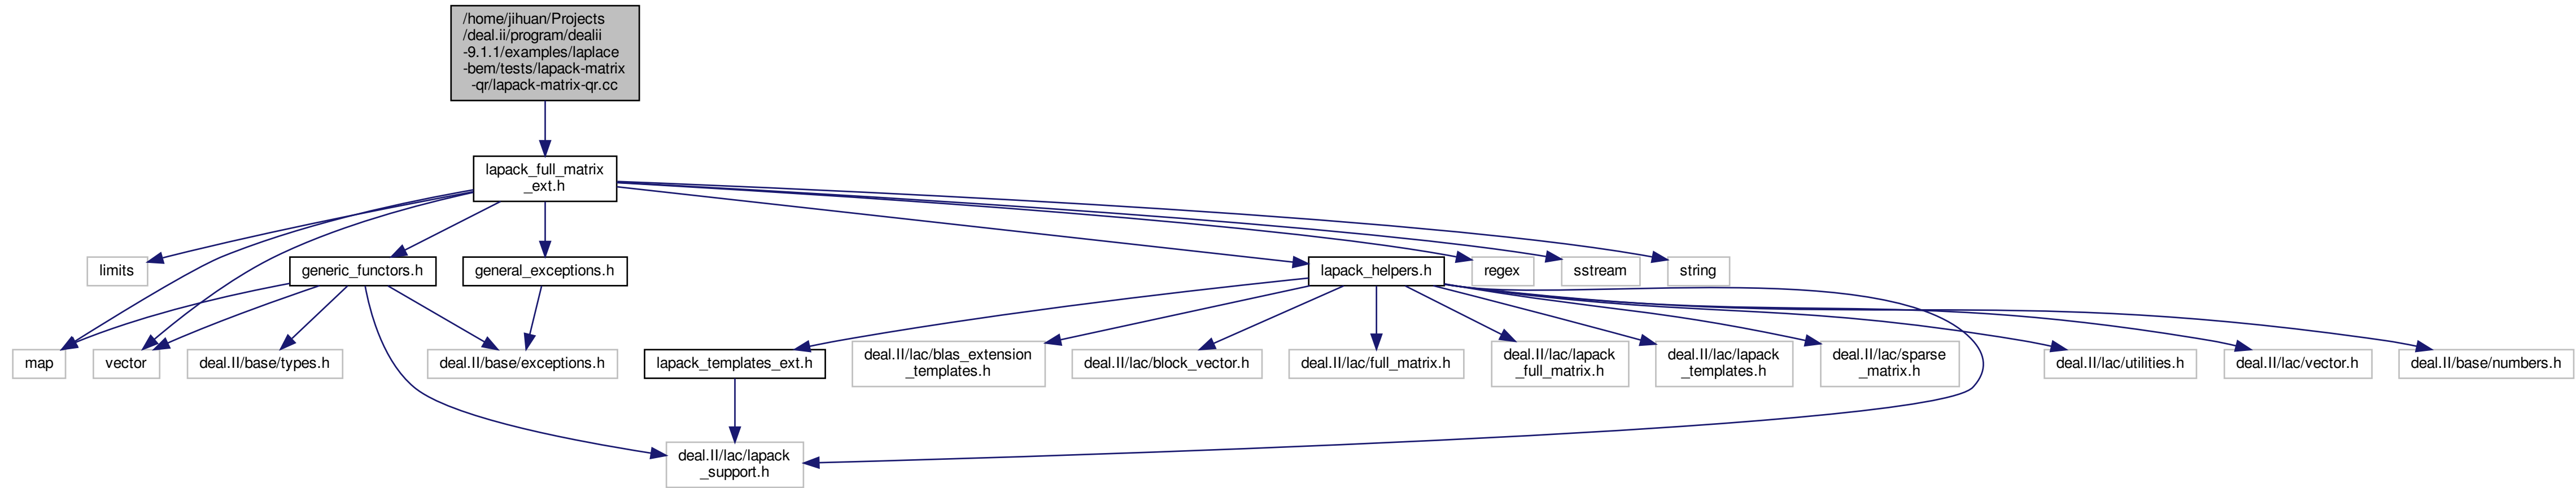 /home/jihuan/Projects
/deal.ii/program/dealii
-9.1.1/examples/laplace
-bem/tests/lapack-matrix
-qr/lapack-matrix-qr.cc
lapack_full_matrix
_ext.h
limits
generic_functors.h
general_exceptions.h
lapack_helpers.h
regex
sstream
string
map
vector
deal.II/base/types.h
deal.II/base/exceptions.h
lapack_templates_ext.h
deal.II/lac/blas_extension
_templates.h
deal.II/lac/block_vector.h
deal.II/lac/full_matrix.h
deal.II/lac/lapack
_full_matrix.h
deal.II/lac/lapack
_templates.h
deal.II/lac/sparse
_matrix.h
deal.II/lac/utilities.h
deal.II/lac/vector.h
deal.II/base/numbers.h
deal.II/lac/lapack
_support.h